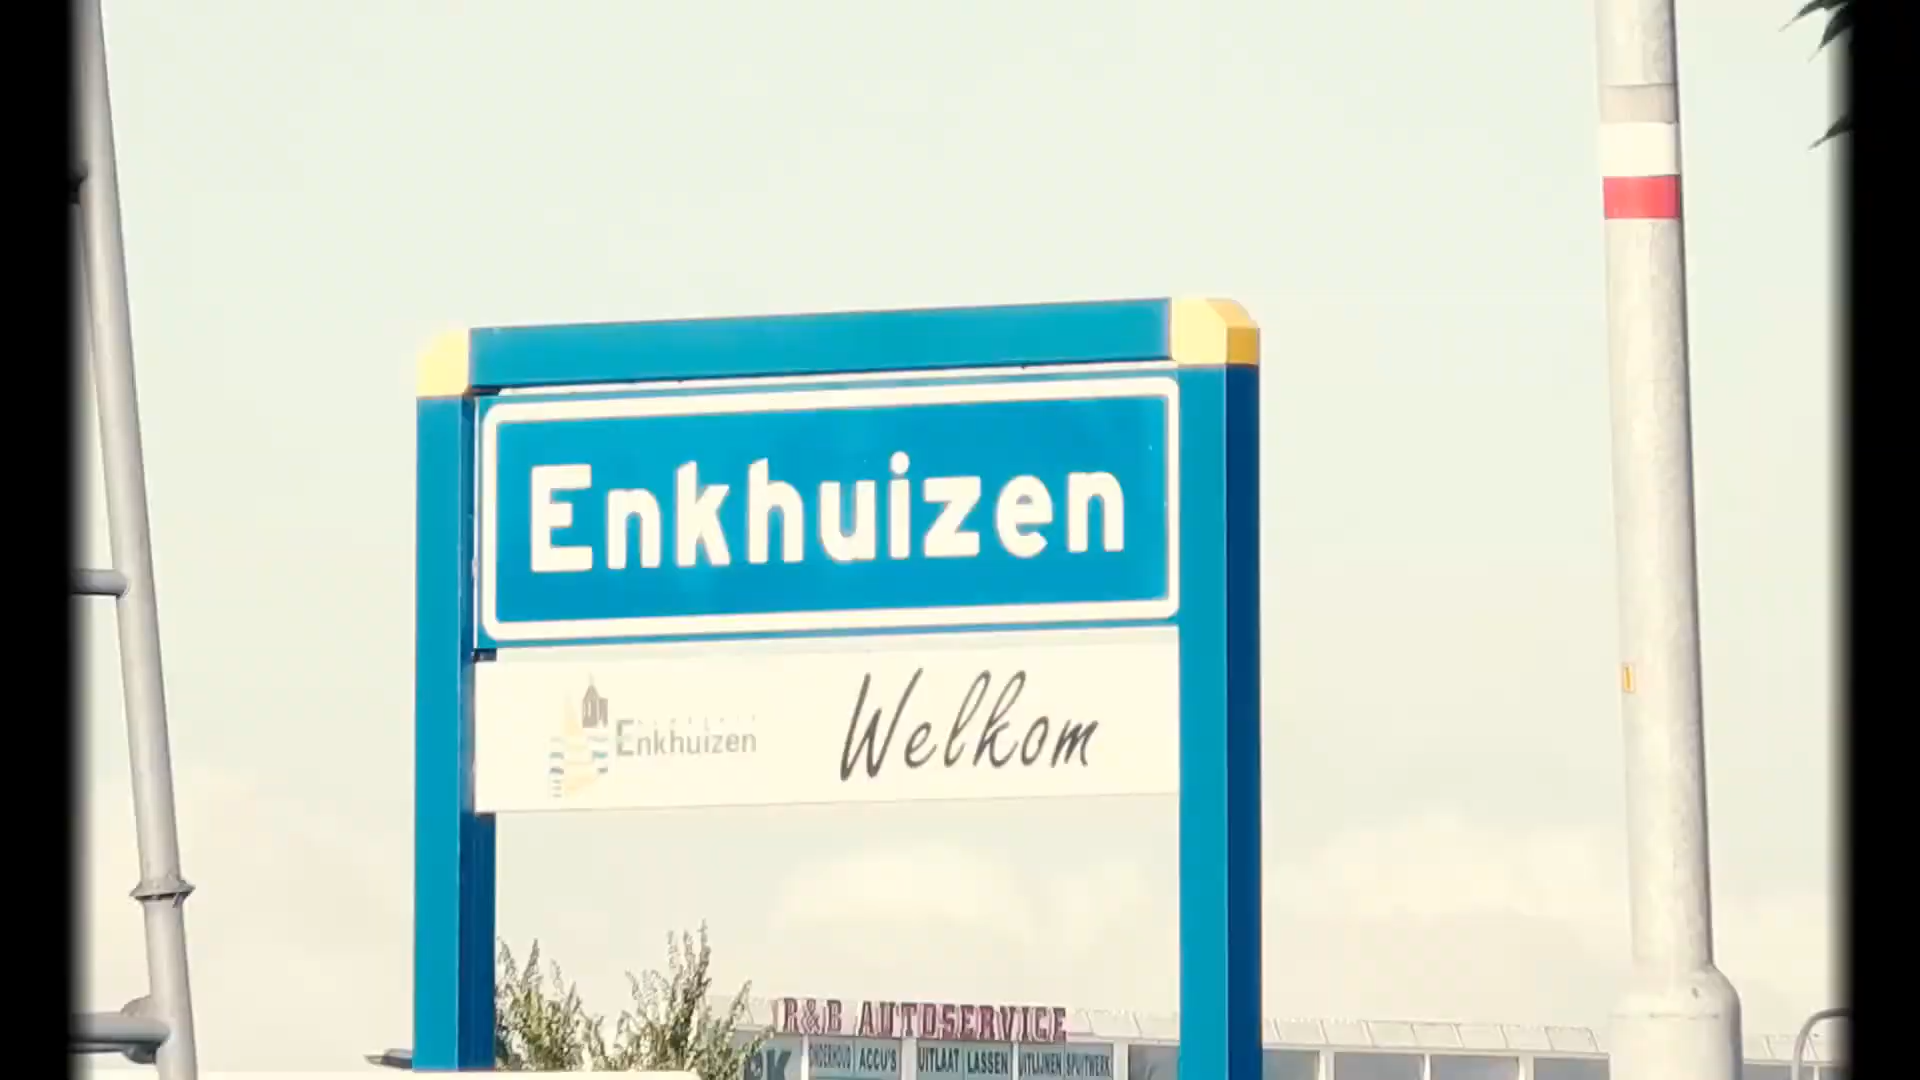 Enkhuizen
Enkhuizen
Welkom
R&B AUTOSERVICE
ONDERHOUD ACCU'S UITLAAT LASSEN UITLIJNEN SPUITWERK